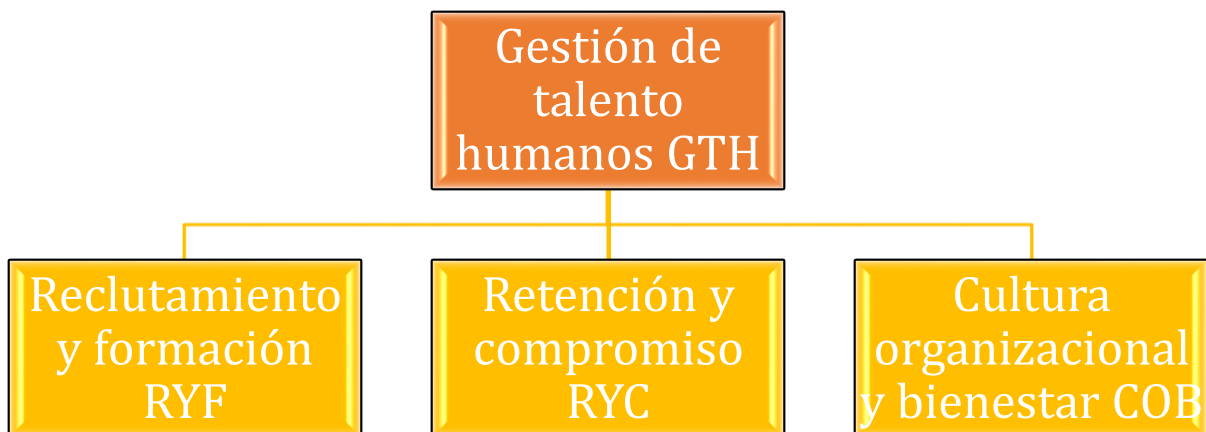 Gestión de
talento
humanos GTH
Reclutamiento
y formación
RYF
Retención y
compromiso
RYC
Cultura
organizacional
y bienestar COB